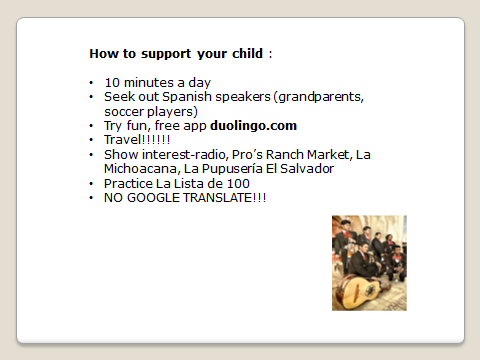 How to support your child :
• 10 minutes a day
• Seek out Spanish speakers (grandparents,
soccer players)
• Try fun, free app duolingo.com
• Travel!!!!!!
• Show interest-radio, Pro’s Ranch Market, La
Michoacana, La Pupusería El Salvador
• Practice La Lista de 100
• NO GOOGLE TRANSLATE!!!